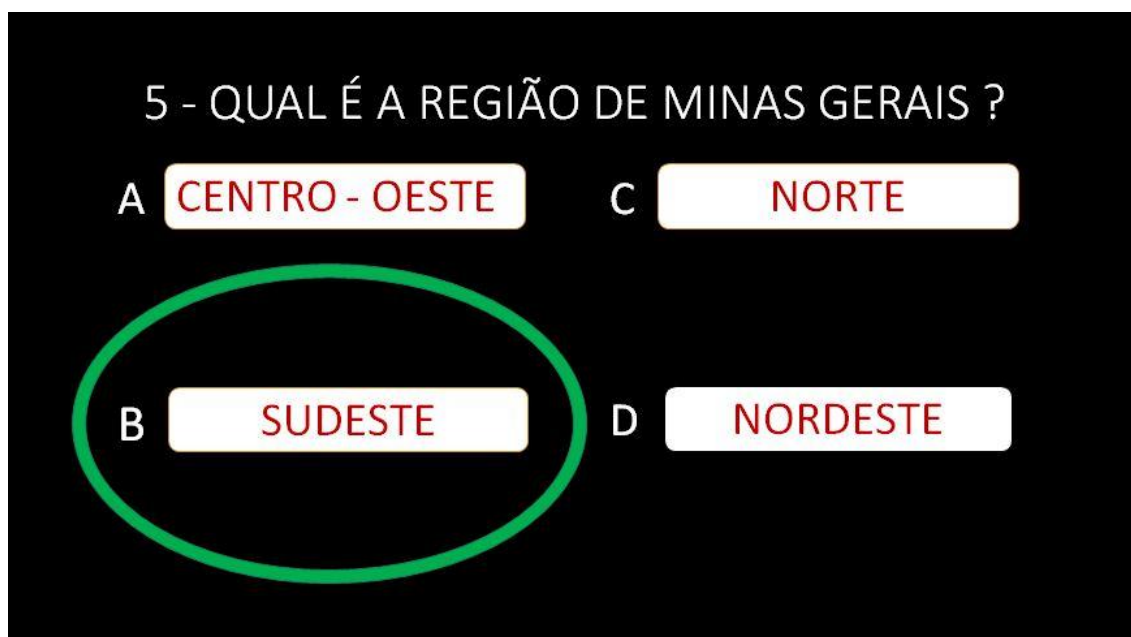 5 - QUAL É A REGIÃO DE MINAS GERAIS ?
A CENTRO - OESTE
C NORTE
B SUDESTE
D NORDESTE